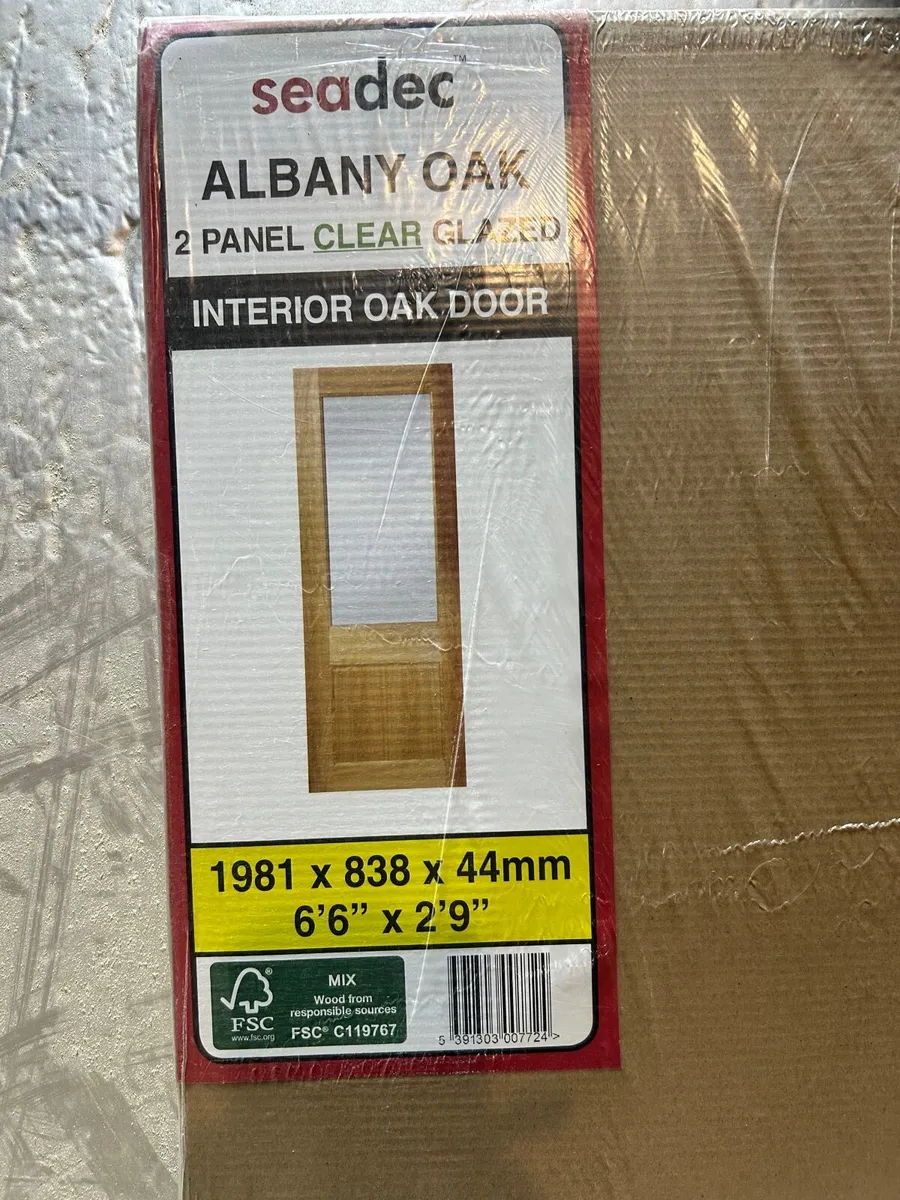 seadec™
ALBANY OAK
2 PANEL CLEAR GLAZED
INTERIOR OAK DOOR
1981 x 838 x 44mm
6’6” x 2’9”
FSC®
www.fsc.org
MIX
Wood from
responsible sources
FSC® C119767
5 391303 007724 >